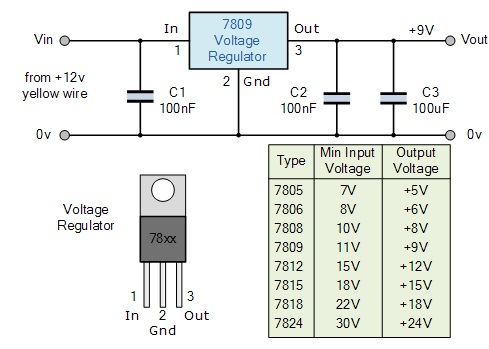 7809
Voltage
Regulator
In
1
Out
3
2
Gnd
Vin
+9V
Vout
from +12v
yellow wire
C1
100nF
C2
100nF
C3
100uF
0v
0v
Voltage
Regulator
78xx
1
2
3
In
Gnd
Out
Type Min Input Voltage Output Voltage
7805 7V +5V
7806 8V +6V
7808 10V +8V
7809 11V +9V
7812 15V +12V
7815 18V +15V
7818 22V +18V
7824 30V +24V